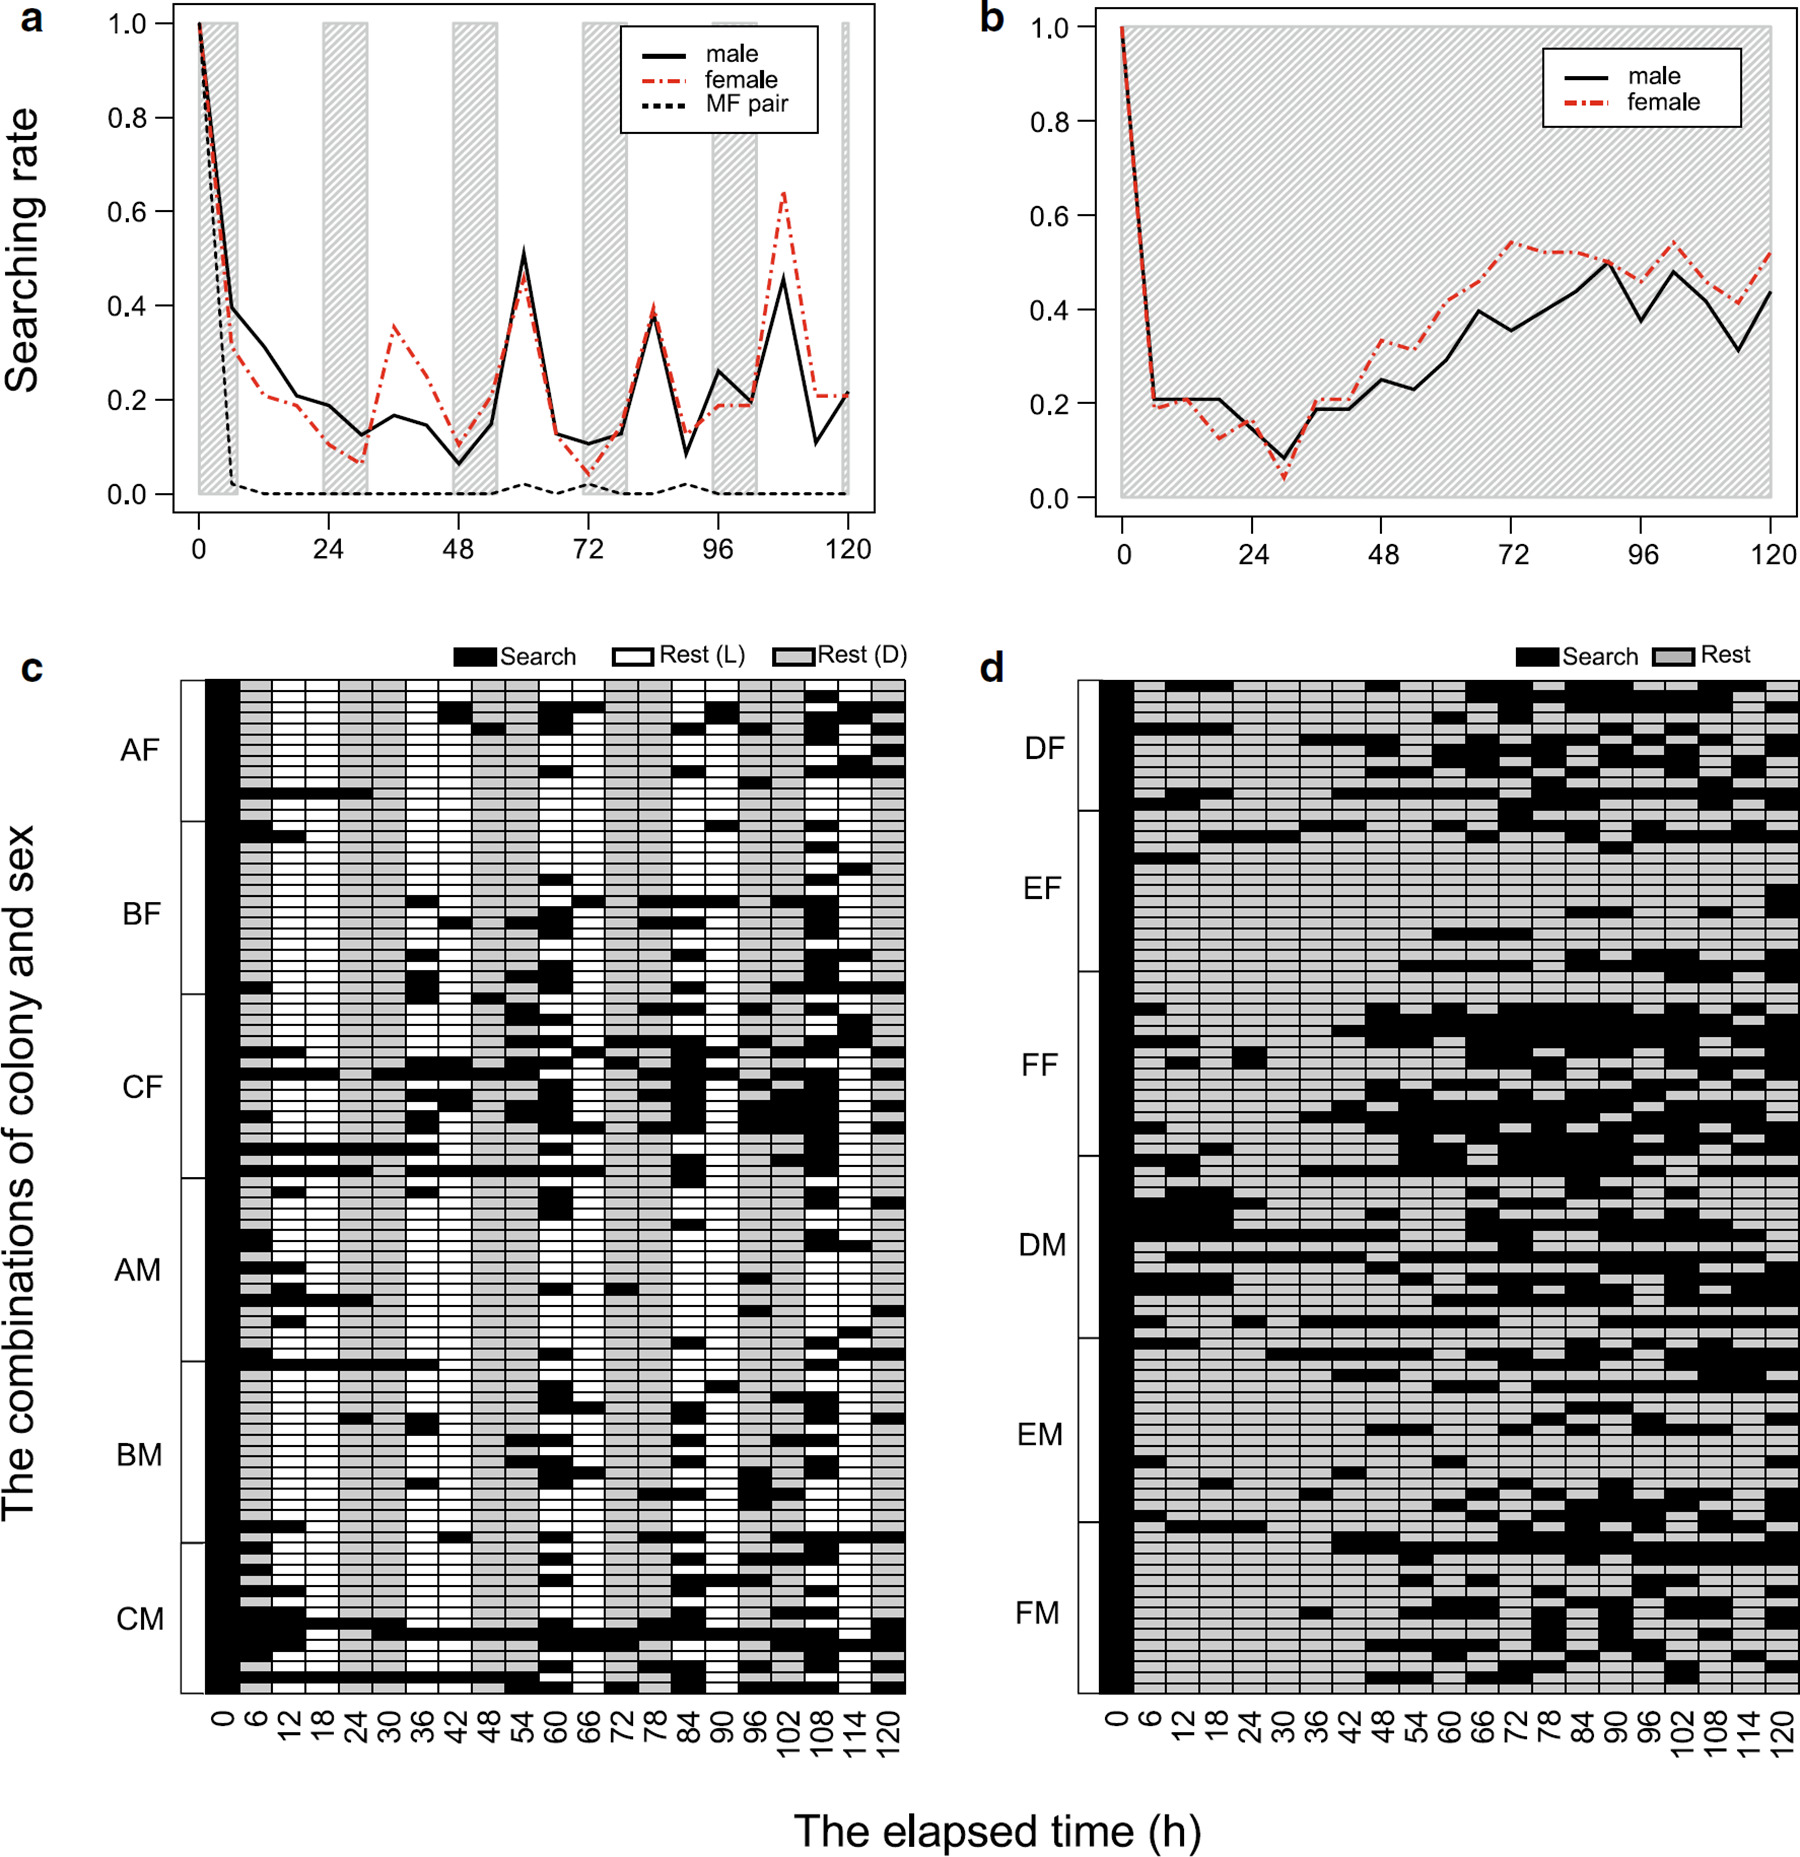 a
1.0
0.8
0.6
0.4
0.2
0.0
male
female
MF pair
0 24 48 72 96 120
b
1.0
0.8
0.6
0.4
0.2
0.0
male
female
0 24 48 72 96 120
Searching rate
c
Search Rest (L) Rest (D)
AF
BF
CF
AM
BM
CM
0 6 12 18 24 30 36 42 48 54 60 66 72 78 84 90 96 102 108 114 120
d
Search Rest
DF
EF
FF
DM
EM
FM
0 6 12 18 24 30 36 42 48 54 60 66 72 78 84 90 96 102 108 114 120
The combinations of colony and sex
The elapsed time (h)